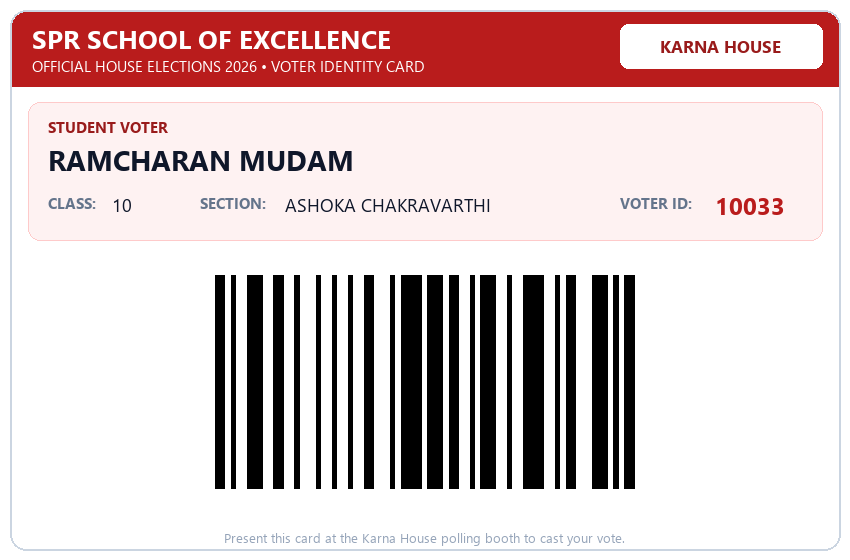 SPR SCHOOL OF EXCELLENCE
OFFICIAL HOUSE ELECTIONS 2026 • VOTER IDENTITY CARD
KARNA HOUSE
STUDENT VOTER
RAMCHARAN MUDAM
CLASS: 10 SECTION: ASHOKA CHAKRAVARTHI VOTER ID: 10033
Present this card at the Karna House polling booth to cast your vote.